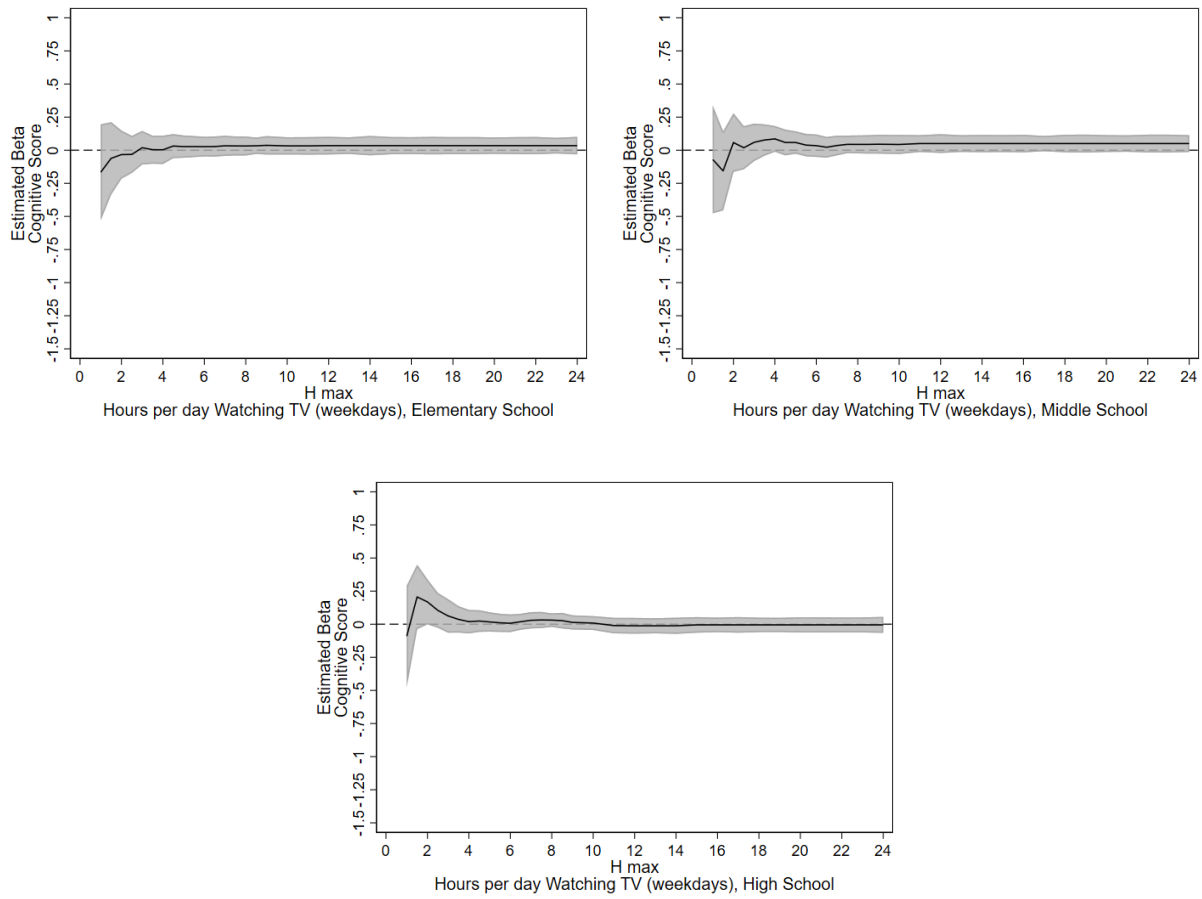 1
.75
.5
.25
0
-.25
-.5
-.75
-1
-1.25
-1.5
Estimated Beta
Cognitive Score
0 2 4 6 8 10 12 14 16 18 20 22 24
H max
Hours per day Watching TV (weekdays), Elementary School
1
.75
.5
.25
0
-.25
-.5
-.75
-1
-1.25
-1.5
Estimated Beta
Cognitive Score
0 2 4 6 8 10 12 14 16 18 20 22 24
H max
Hours per day Watching TV (weekdays), Middle School
1
.75
.5
.25
0
-.25
-.5
-.75
-1
-1.25
-1.5
Estimated Beta
Cognitive Score
0 2 4 6 8 10 12 14 16 18 20 22 24
H max
Hours per day Watching TV (weekdays), High School